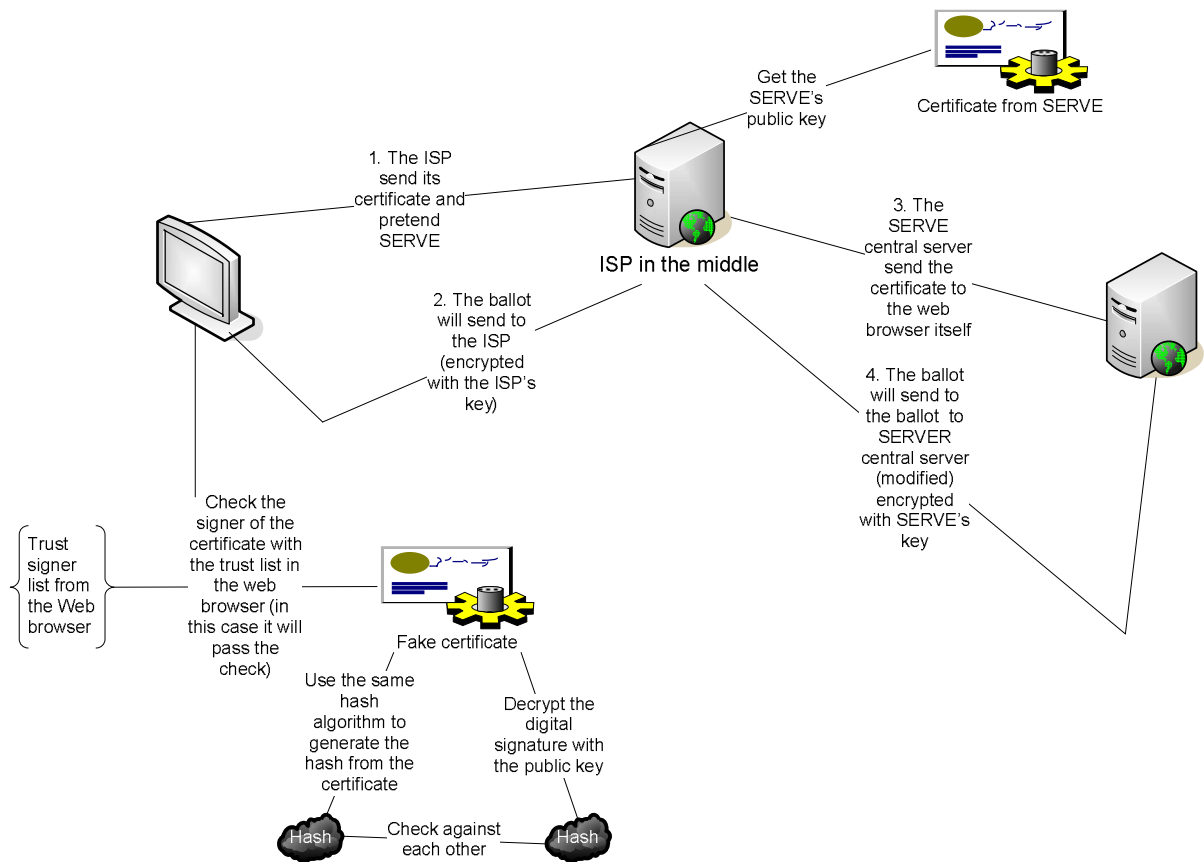 Get the
SERVE's
public key
Certificate from SERVE
1. The ISP
send its
certificate and
pretend
SERVE
ISP in the middle
3. The
SERVE
central server
send the
certificate to
the web
browser itself
2. The ballot
will send to
the ISP
(encrypted
with the ISP's
key)
4. The ballot
will send to
the ballot to
SERVER
central server
(modified)
encrypted
with SERVE's
key
Trust
signer
list from
the Web
browser
Check the
signer of the
certificate with
the trust list in
the web
browser (in
this case it will
pass the
check)
Fake certificate
Use the same
hash
algorithm to
generate the
hash from the
certificate
Decrypt the
digital
signature with
the public key
Hash
Check against
each other
Hash